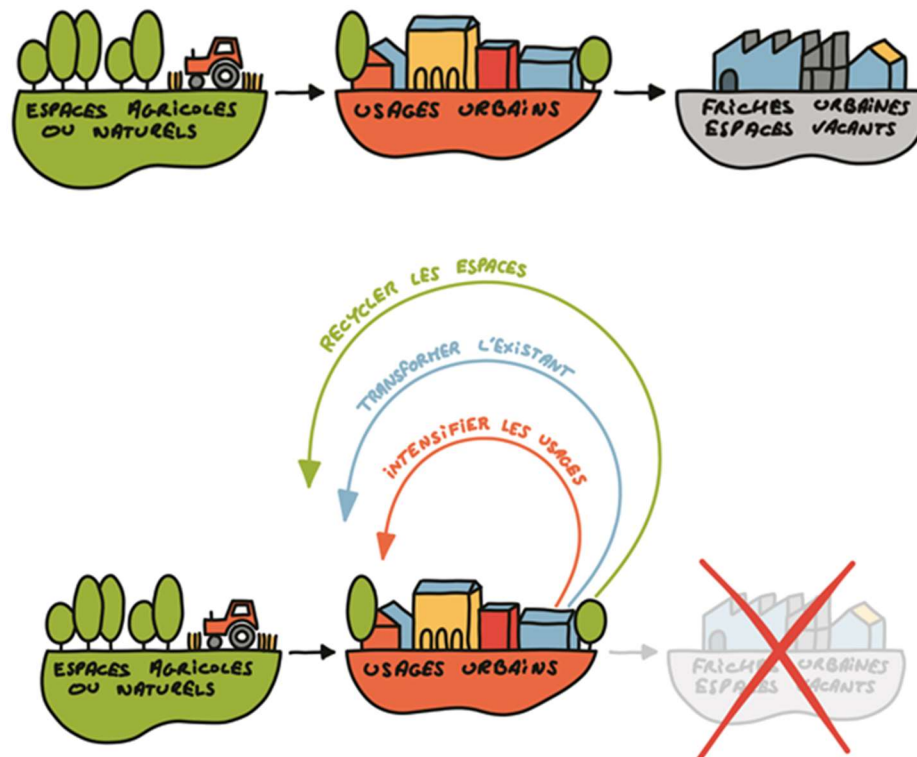 ESPACES AGRICOLES
OU NATURELS
USAGES URBAINS
FRICHES URBAINES
ESPACES VACANTS
RECYCLER LES ESPACES
TRANSFORMER L'EXISTANT
INTENSIFIER LES USAGES
ESPACES AGRICOLES
OU NATURELS
USAGES URBAINS
FRICHES URBAINES
ESPACES VACANTS